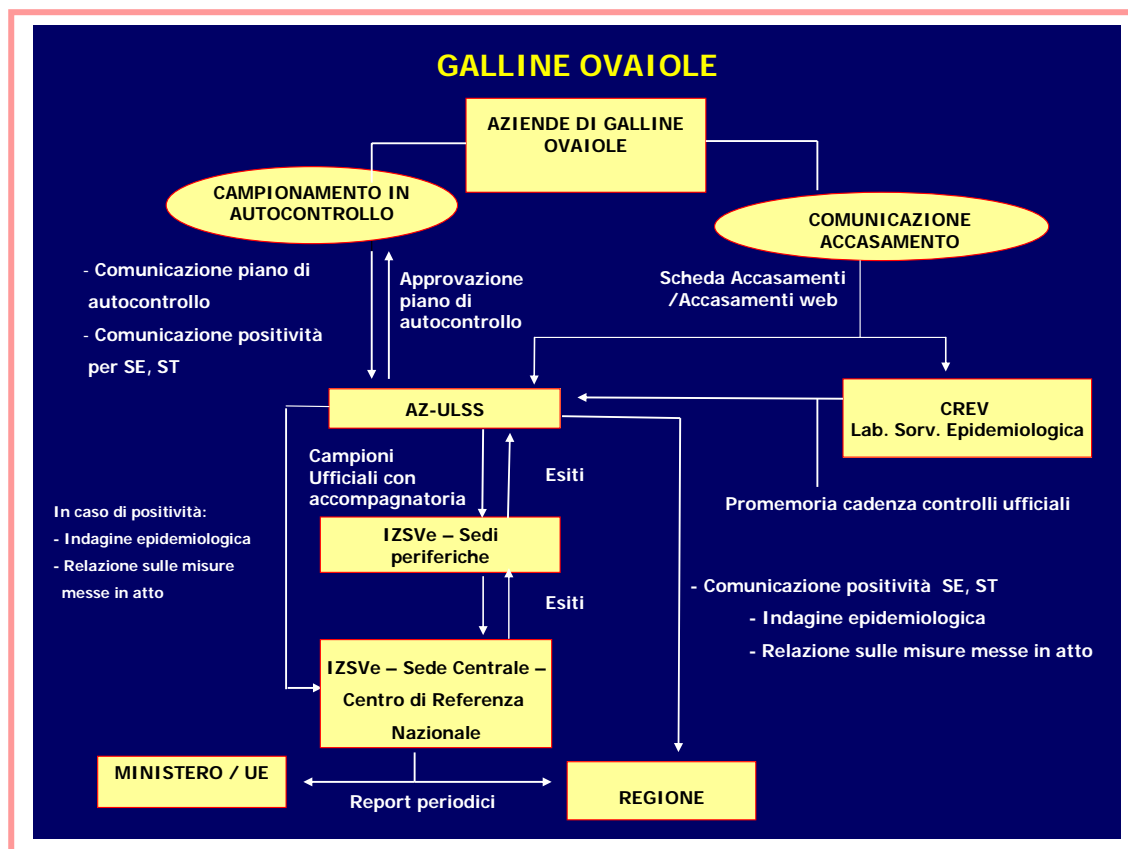 GALLINE OVAIOLE
AZIENDE DI GALLINE
OVAIOLE
CAMPIONAMENTO IN
AUTOCONTROLLO
COMUNICAZIONE
ACCASAMENTO
- Comunicazione piano di
autocontrollo
- Comunicazione positività
per SE, ST
Approvazione
piano di
autocontrollo
Scheda Accasamenti
/Accasamenti web
AZ-ULSS
CREV
Lab. Sorv. Epidemiologica
Campioni
Ufficiali con
accompagnatoria
Esiti
Promemoria cadenza controlli ufficiali
In caso di positività:
- Indagine epidemiologica
- Relazione sulle misure
messe in atto
IZSVe – Sedi
periferiche
Esiti
- Comunicazione positività SE, ST
- Indagine epidemiologica
- Relazione sulle misure messe in atto
IZSVe – Sede Centrale –
Centro di Referenza
Nazionale
MINISTERO / UE
Report periodici
REGIONE